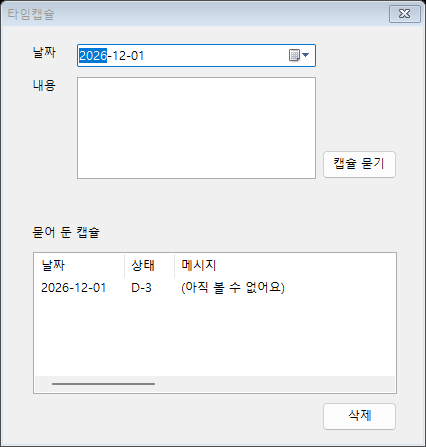 타임캡슐
날짜 2026-12-01
내용
캡슐 묻기
묻어 둔 캡슐
날짜 상태 메시지
2026-12-01 D-3 (아직 볼 수 없어요)
삭제